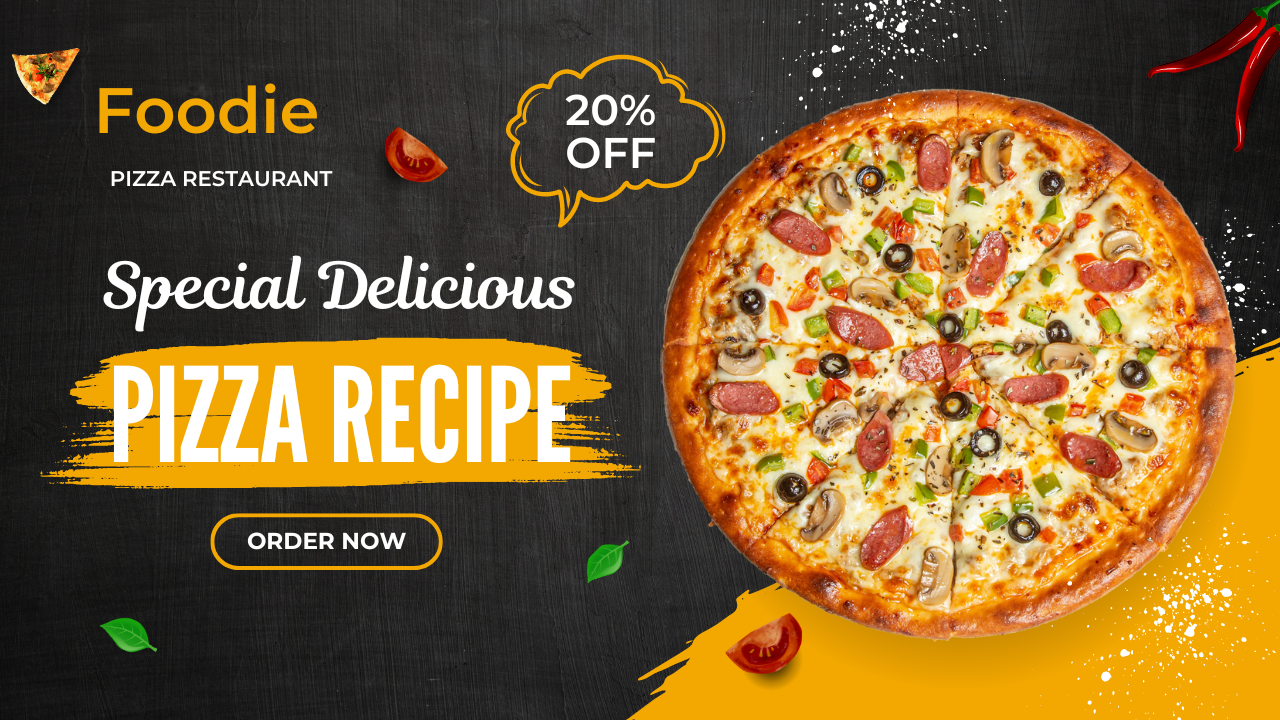 Foodie
PIZZA RESTAURANT
20%
OFF
Special Delicious
PIZZA RECIPE
ORDER NOW